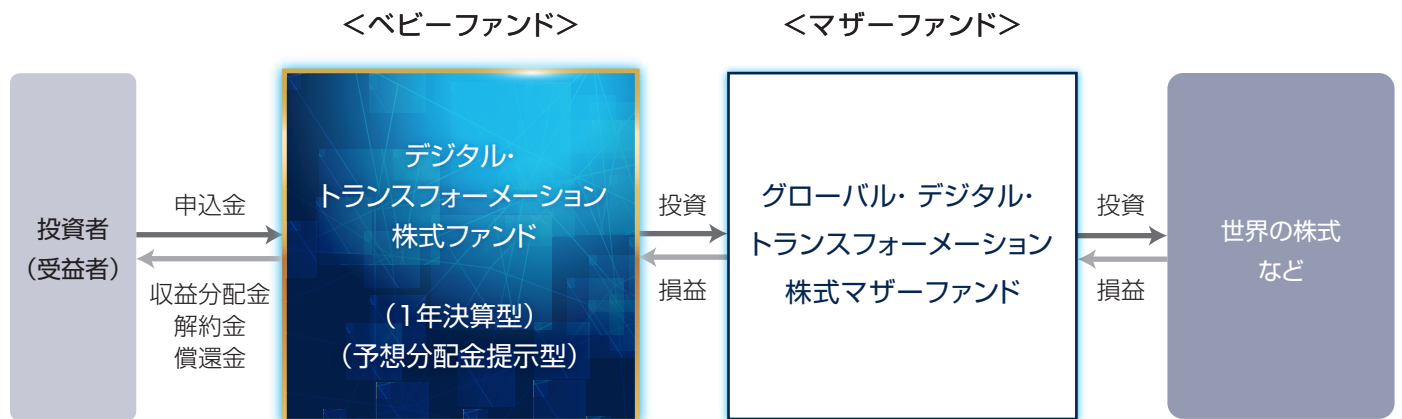 <ベビーファンド>
<マザーファンド>
投資者
(受益者)
申込金
収益分配金
解約金
償還金
デジタル・
トランスフォーメーション
株式ファンド
(1年決算型)
(予想分配金提示型)
投資
損益
グローバル・ デジタル・
トランスフォーメーション
株式マザーファンド
投資
損益
世界の株式
など